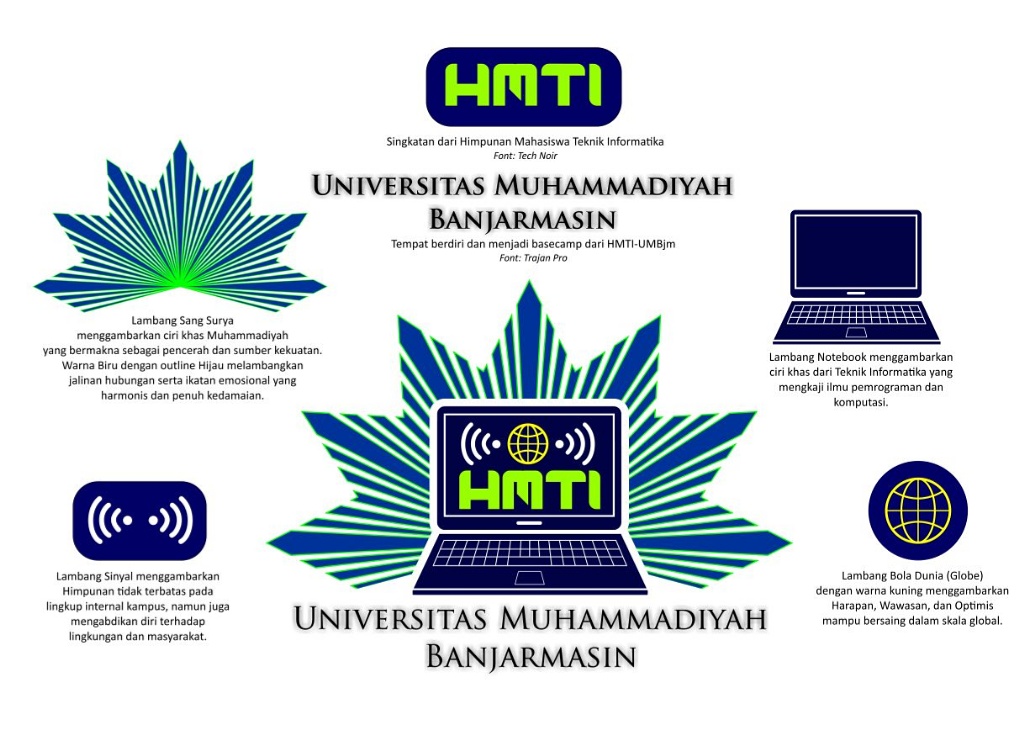 HMTI
Singkatan dari Himpunan Mahasiswa Teknik Informatika
Font: Tech Noir
UNIVERSITAS MUHAMMADIYAH
BANJARMASIN
Tempat berdiri dan menjadi basecamp dari HMTI-UMBjm
Font: Trajan Pro
Lambang Sang Surya
menggambarkan ciri khas Muhammadiyah
yang bermakna sebagai pencerah dan sumber kekuatan.
Warna Biru dengan outline Hijau melambangkan
jalinan hubungan serta ikatan emosional yang
harmonis dan penuh kedamaian.
Lambang Notebook menggambarkan
ciri khas dari Teknik Informatika yang
mengkaji ilmu pemrograman dan
komputasi.
HMTI
Lambang Sinyal menggambarkan
Himpunan tidak terbatas pada
lingkup internal kampus, namun juga
mengabdikan diri terhadap
lingkungan dan masyarakat.
Lambang Bola Dunia (Globe)
dengan warna kuning menggambarkan
Harapan, Wawasan, dan Optimis
mampu bersaing dalam skala global.
UNIVERSITAS MUHAMMADIYAH
BANJARMASIN